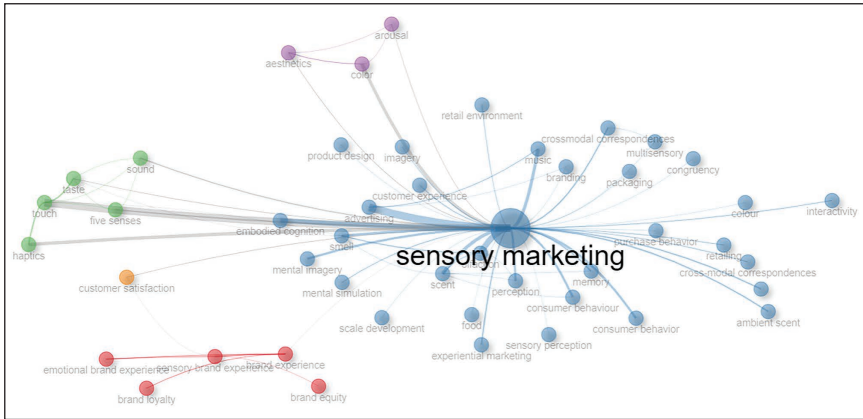 arousal
aesthetics
color
retail environment
crossmodal correspondences
multisensory
product design
imagery
music
congruency
sound
branding
packaging
taste
customer experience
touch
five senses
advertising
colour
interactivity
embodied cognition
haptics
smell
purchase behavior
sensory marketing
retailing
mental imagery
cross-modal correspondences
customer satisfaction
mental simulation
scent
perception
memory
consumer behaviour
ambient scent
scale development
food
consumer behavior
sensory perception
experiential marketing
emotional brand experience
sensory brand experience
brand experience
brand loyalty
brand equity